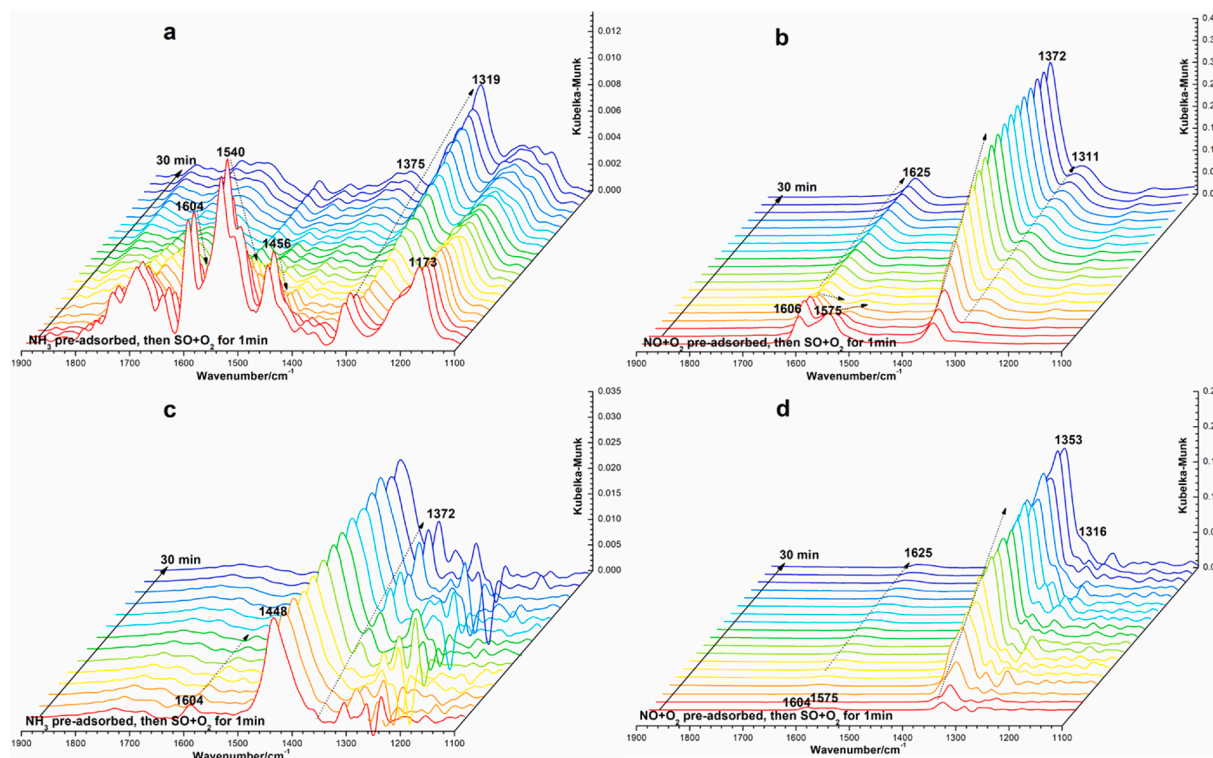 a
0.012
0.010
0.008
0.006
0.004
0.002
0.000
Kubelka-Munk
1319
1375
30 min
1540
1604
1456
1173
NH3 pre-adsorbed, then SO+O2 for 1min
1900 1800 1700 1600 1500 1400 1300 1200 1100
Wavenumber/cm-1
b
Kubelka-Munk
1372
1311
1625
30 min
1606
1575
NO+O2 pre-adsorbed, then SO+O2 for 1min
1900 1800 1700 1600 1500 1400 1300 1200 1100
Wavenumber/cm-1
c
0.035
0.030
0.025
0.020
0.015
0.010
0.005
0.000
Kubelka-Munk
1372
30 min
1448
1604
NH3 pre-adsorbed, then SO+O2 for 1min
1900 1800 1700 1600 1500 1400 1300 1200 1100
Wavenumber/cm-1
d
Kubelka-Munk
1353
1316
1625
30 min
1604
1575
NO+O2 pre-adsorbed, then SO+O2 for 1min
1900 1800 1700 1600 1500 1400 1300 1200 1100
Wavenumber/cm-1